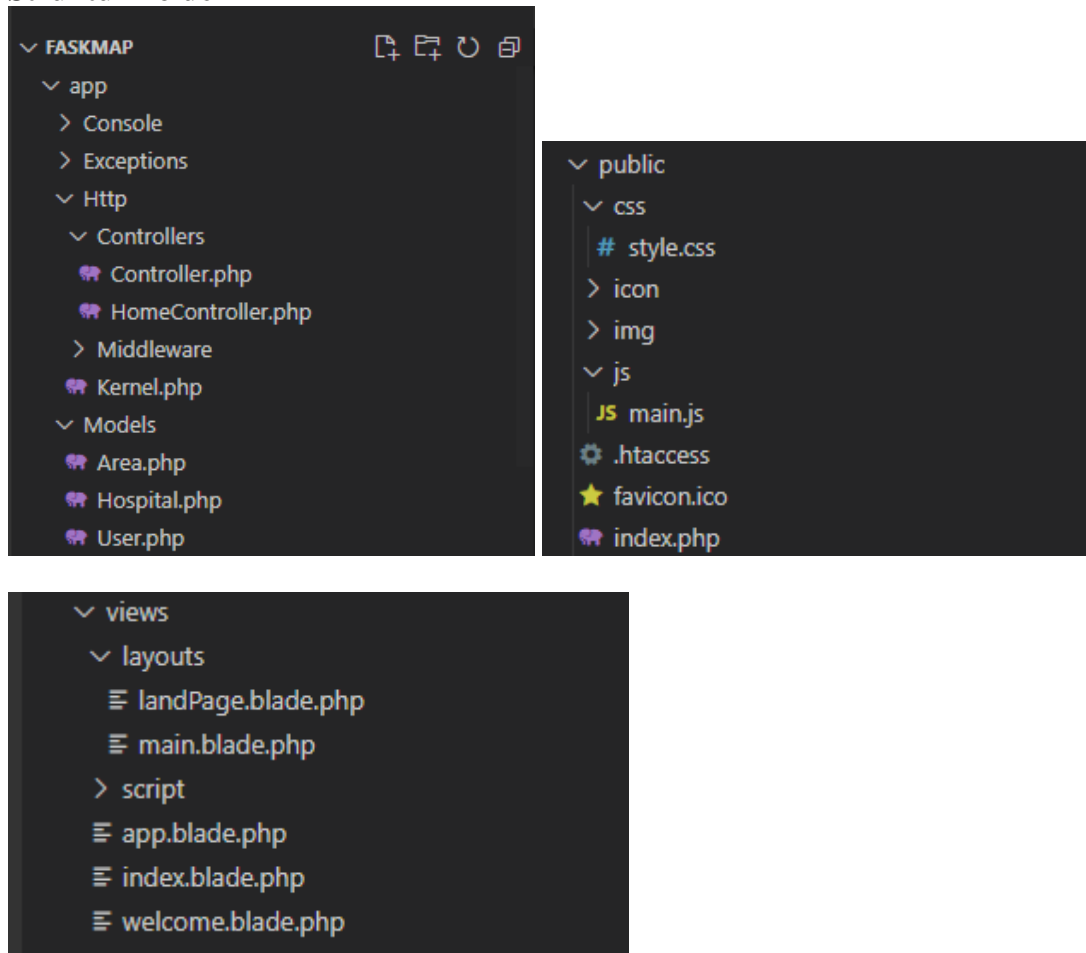 FASKMAP
app
Console
Exceptions
Http
Controllers
Controller.php
HomeController.php
Middleware
Kernel.php
Models
Area.php
Hospital.php
User.php
public
css
# style.css
icon
img
js
JS main.js
.htaccess
favicon.ico
index.php
views
layouts
landPage.blade.php
main.blade.php
script
app.blade.php
index.blade.php
welcome.blade.php